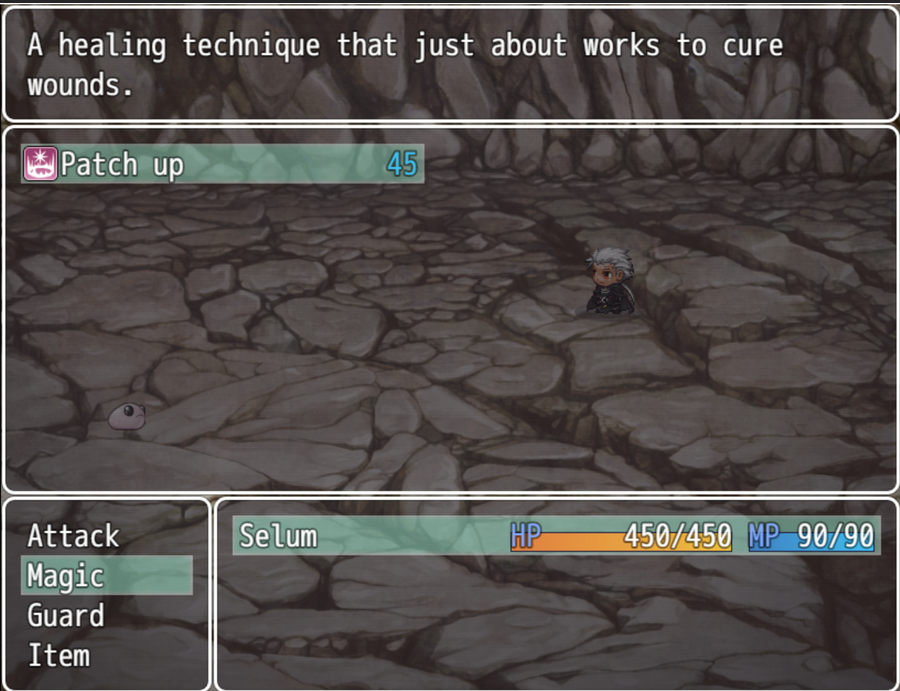 A healing technique that just about works to cure
wounds.
Patch up 45
Attack
Magic
Guard
Item
Selum HP 450/450 MP 90/90